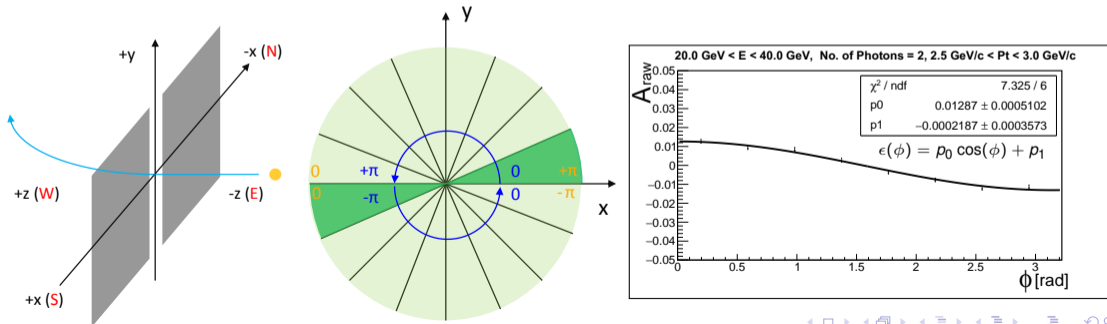 +y
-x (N)
+z (W)
-z (E)
+x (S)
y
0
+π
0
+π
0
-π
0
-π
x
20.0 GeV < E < 40.0 GeV, No. of Photons = 2, 2.5 GeV/c < Pt < 3.0 GeV/c
A raw
0.05
0.04
0.03
0.02
0.01
0
−0.01
−0.02
−0.03
−0.04
−0.05
χ² / ndf 7.325 / 6
p0 0.01287 ± 0.0005102
p1 −0.0002187 ± 0.0003573
ϵ(ϕ) = p₀ cos(ϕ) + p₁
0 0.5 1 1.5 2 2.5 3
ϕ [rad]